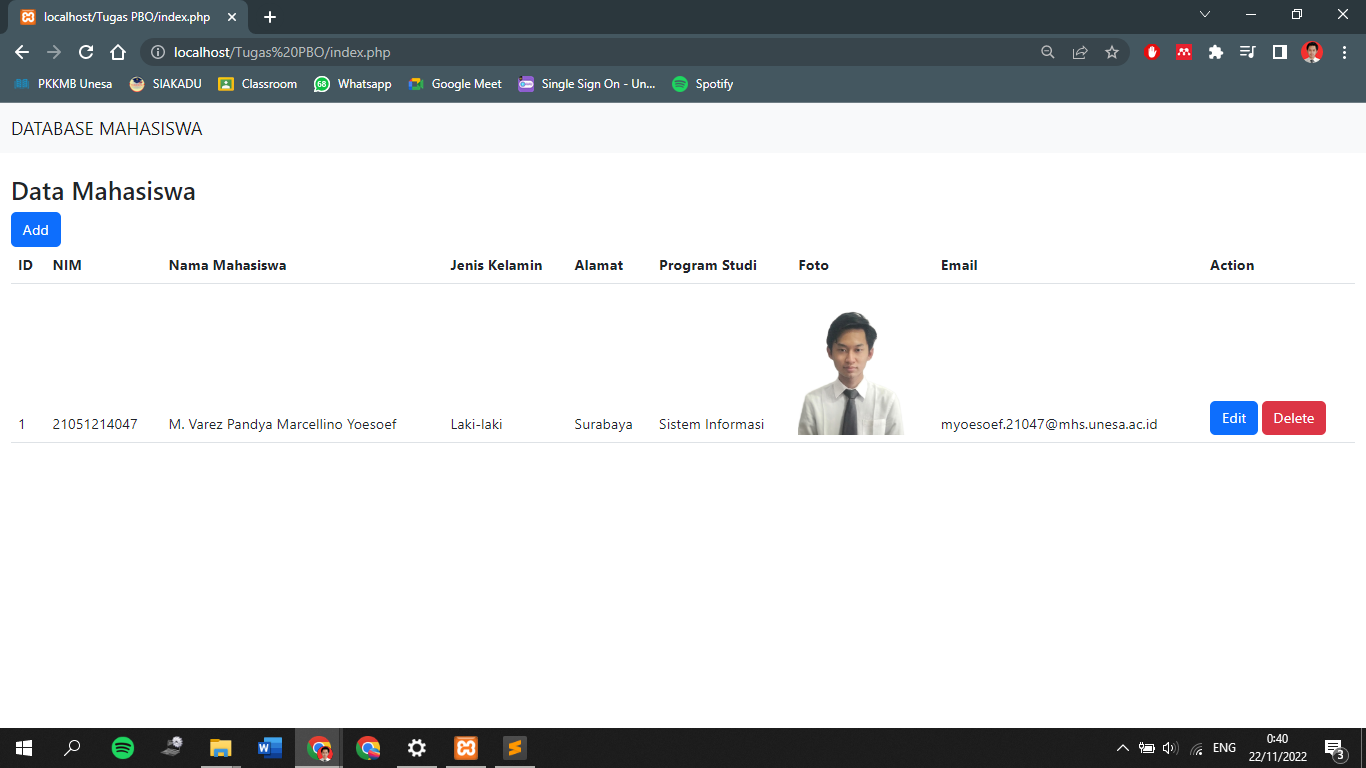 localhost/Tugas PBO/index.php
localhost/Tugas%20PBO/index.php
PKKMB Unesa SIAKADU Classroom 68 Whatsapp Google Meet Single Sign On - Un... Spotify
DATABASE MAHASISWA
Data Mahasiswa
Add
ID NIM Nama Mahasiswa Jenis Kelamin Alamat Program Studi Foto Email Action
1 21051214047 M. Varez Pandya Marcellino Yoesoef Laki-laki Surabaya Sistem Informasi myoesoef.21047@mhs.unesa.ac.id Edit Delete
ENG
0:40
22/11/2022
3